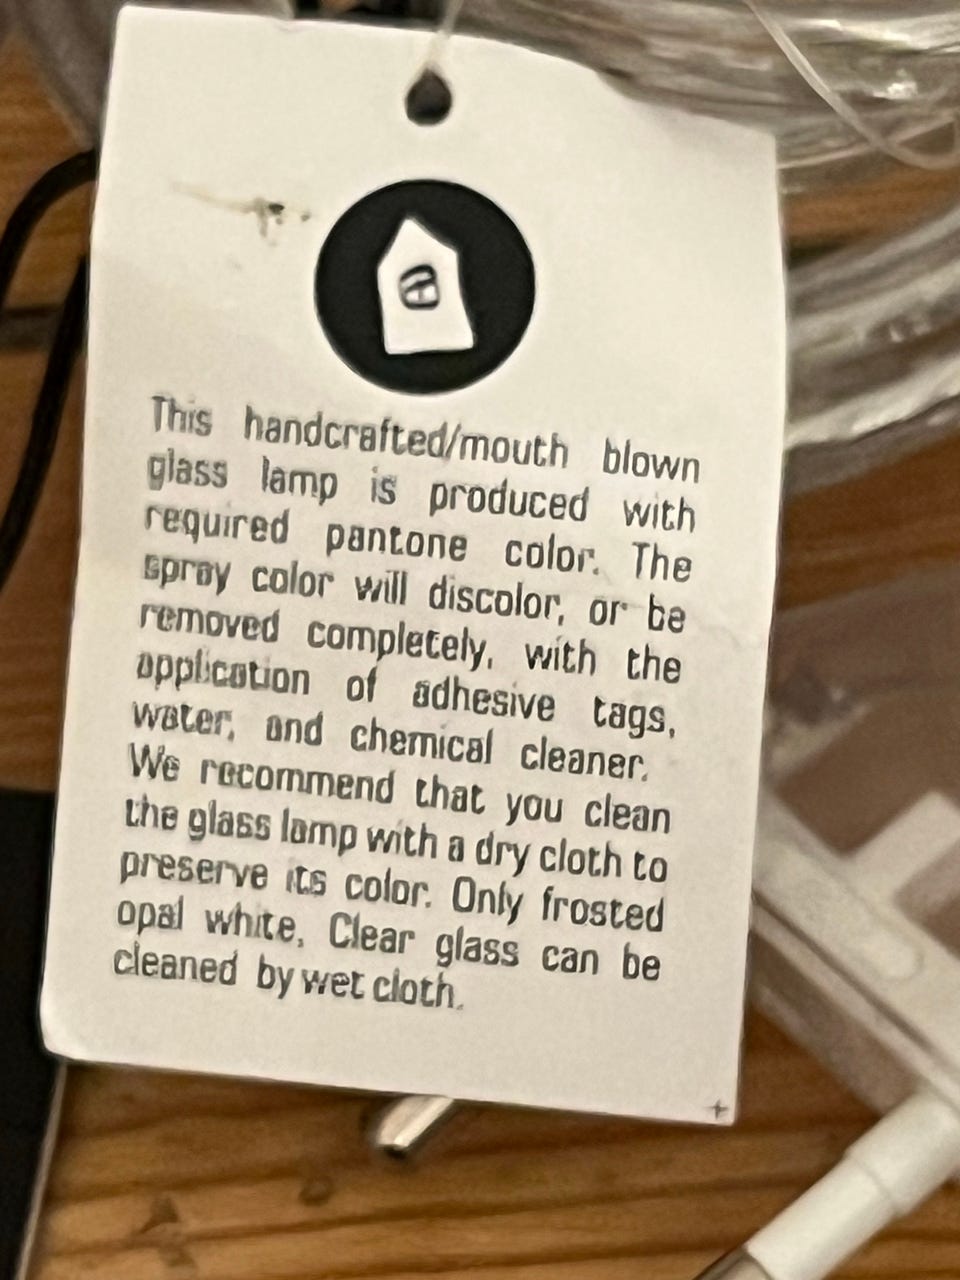 This handcrafted/mouth blown
glass lamp is produced with
required pantone color. The
spray color will discolor, or be
removed completely, with the
application of adhesive tags,
water, and chemical cleaner.
We recommend that you clean
the glass lamp with a dry cloth to
preserve its color. Only frosted
opal white, Clear glass can be
cleaned by wet cloth.